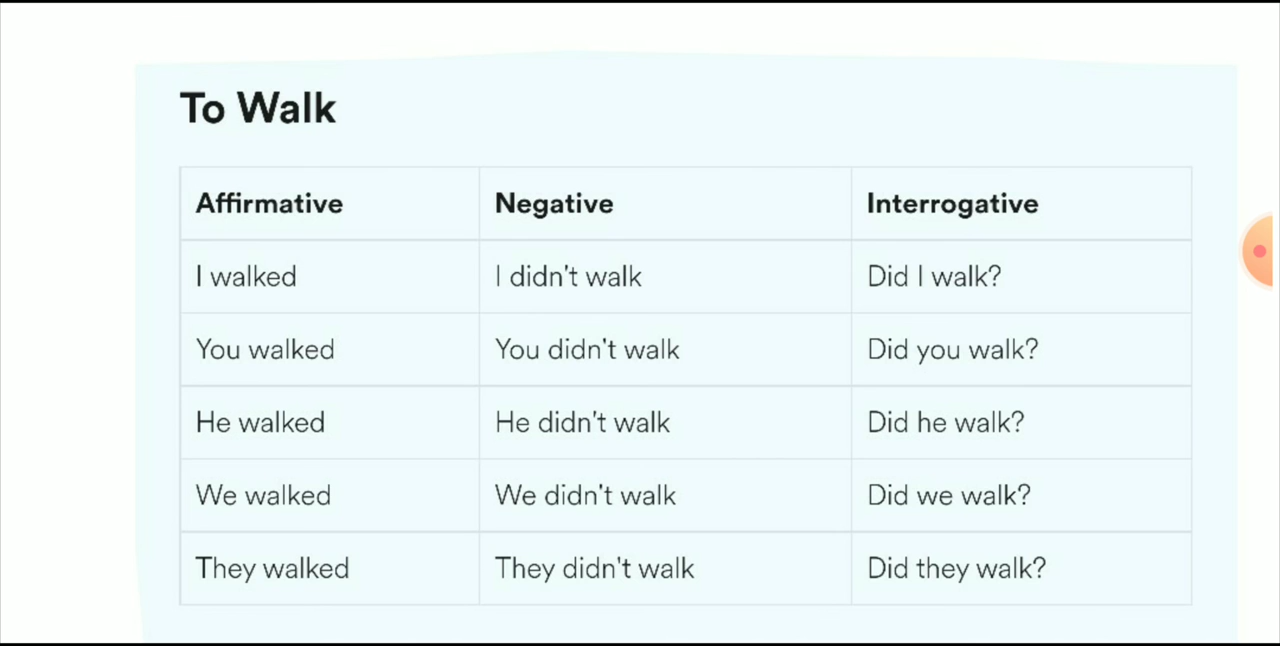 To Walk
Affirmative Negative Interrogative
I walked I didn't walk Did I walk?
You walked You didn't walk Did you walk?
He walked He didn't walk Did he walk?
We walked We didn't walk Did we walk?
They walked They didn't walk Did they walk?